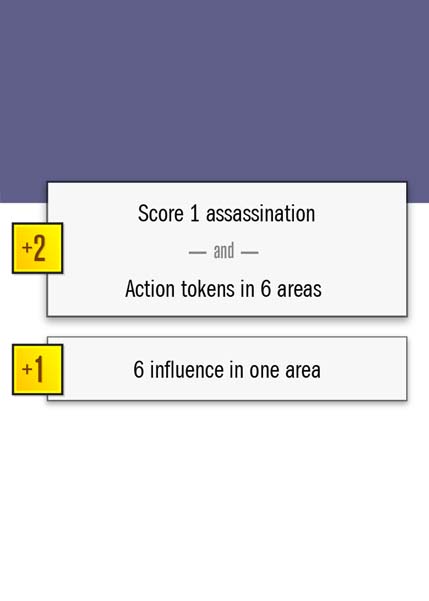 Score 1 assassination
+2
— and —
Action tokens in 6 areas
+1
6 influence in one area